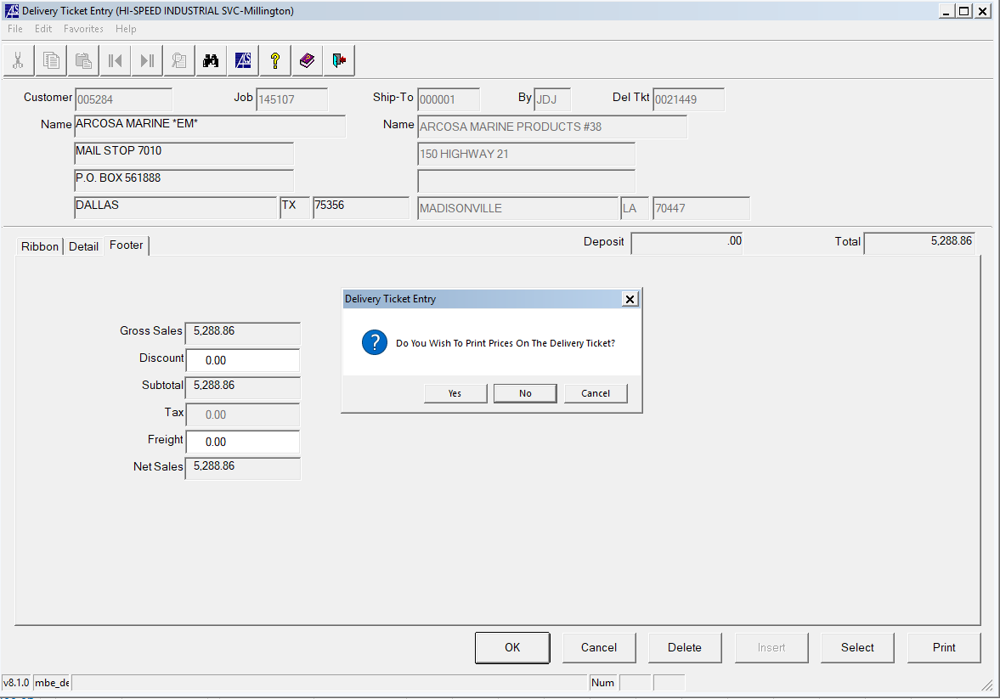 Delivery Ticket Entry (HI-SPEED INDUSTRIAL SVC-Millington)
File Edit Favorites Help
Customer 005284 Job 145107 Ship-To 000001 By JDJ Del Tkt 0021449
Name ARCOSA MARINE *EM* Name ARCOSA MARINE PRODUCTS #38
MAIL STOP 7010 150 HIGHWAY 21
P.O. BOX 561888
DALLAS TX 75356 MADISONVILLE LA 70447
Ribbon Detail Footer Deposit .00 Total 5,288.86
Delivery Ticket Entry
Do You Wish To Print Prices On The Delivery Ticket?
Yes No Cancel
Gross Sales 5,288.86
Discount 0.00
Subtotal 5,288.86
Tax 0.00
Freight 0.00
Net Sales 5,288.86
OK Cancel Delete Insert Select Print
v8.1.0 mbe_de Num